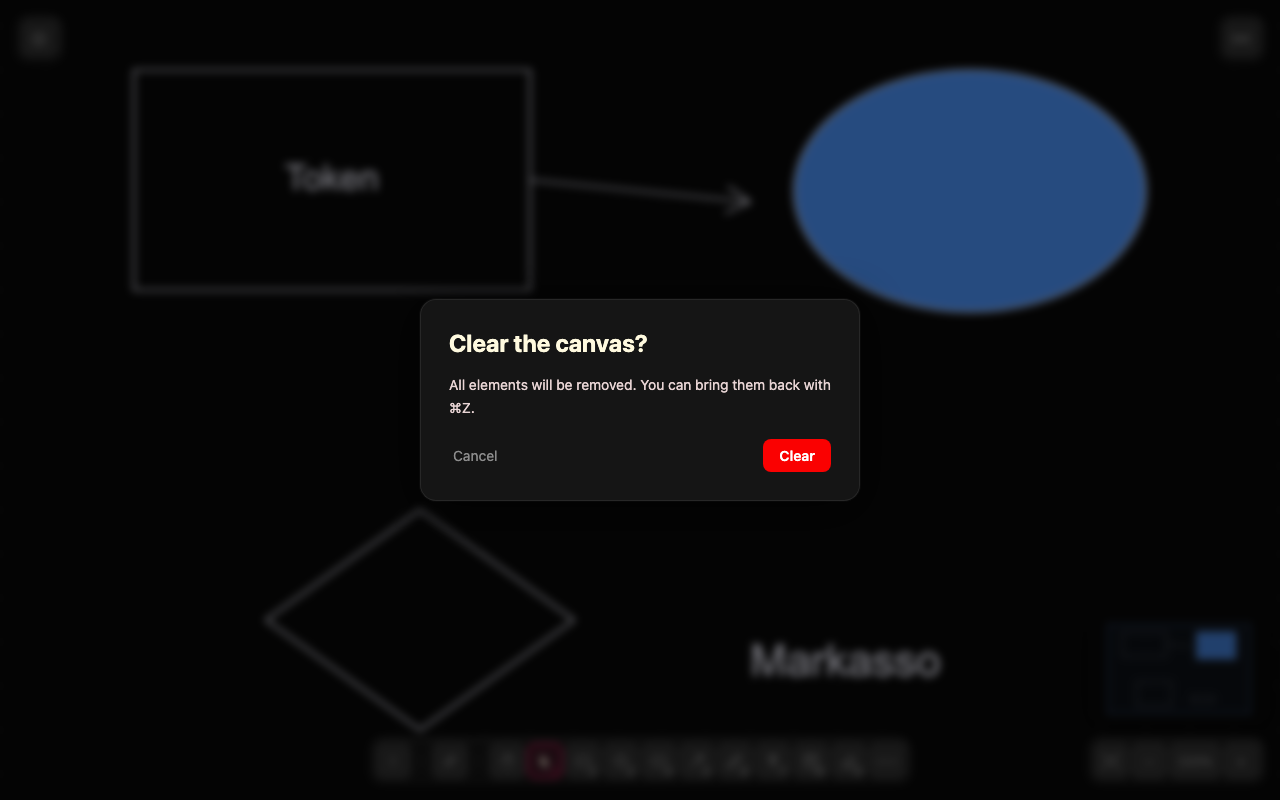 Token
Clear the canvas?
All elements will be removed. You can bring them back with
⌘Z.
Cancel
Clear
Markasso